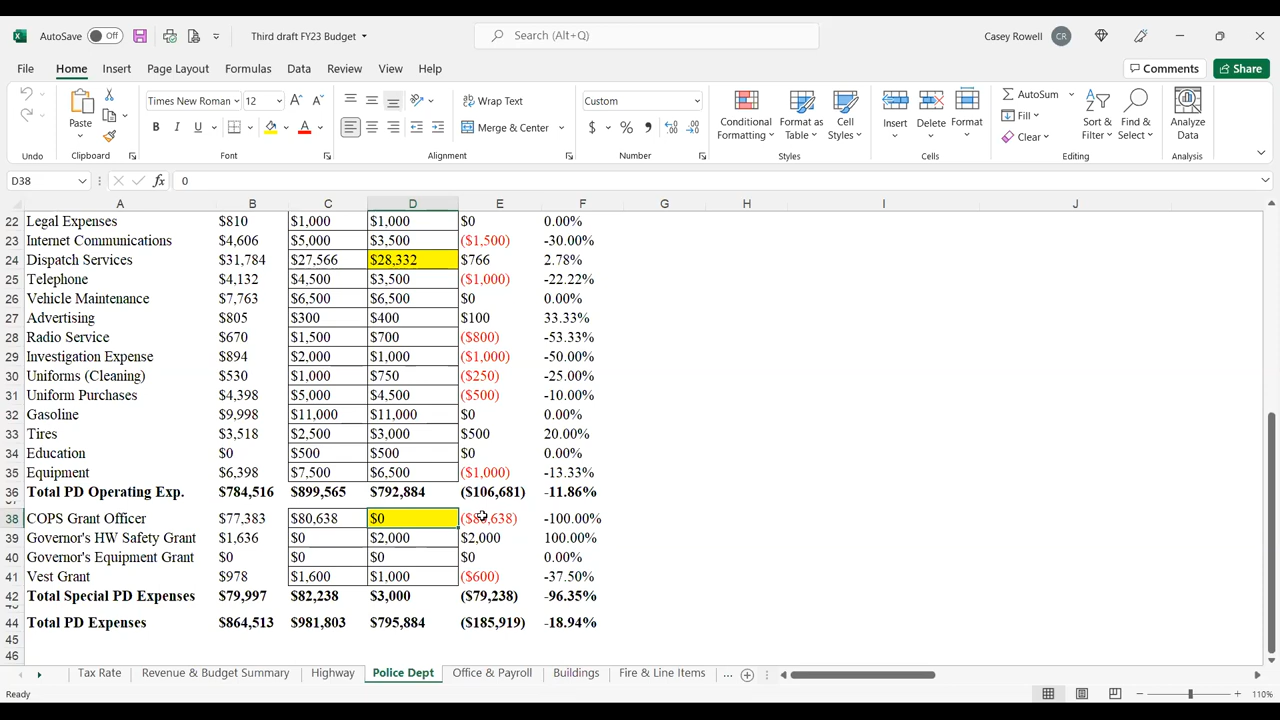 AutoSave Off Third draft FY23 Budget Search (Alt+Q) Casey Rowell CR
File Home Insert Page Layout Formulas Data Review View Help Comments Share
Paste Times New Roman 12 Wrap Text Merge & Center Custom Conditional Formatting Format as Table Cell Styles Insert Delete Format AutoSum Fill Clear Sort & Filter Find & Select Analyze Data
Undo Clipboard Font Alignment Number Styles Cells Editing Analysis
D38 fx 0
A B C D E F G H I J
22 Legal Expenses $810 $1,000 $1,000 $0 0.00%
23 Internet Communications $4,606 $5,000 $3,500 ($1,500) -30.00%
24 Dispatch Services $31,784 $27,566 $28,332 $766 2.78%
25 Telephone $4,132 $4,500 $3,500 ($1,000) -22.22%
26 Vehicle Maintenance $7,763 $6,500 $6,500 $0 0.00%
27 Advertising $805 $300 $400 $100 33.33%
28 Radio Service $670 $1,500 $700 ($800) -53.33%
29 Investigation Expense $894 $2,000 $1,000 ($1,000) -50.00%
30 Uniforms (Cleaning) $530 $1,000 $750 ($250) -25.00%
31 Uniform Purchases $4,398 $5,000 $4,500 ($500) -10.00%
32 Gasoline $9,998 $11,000 $11,000 $0 0.00%
33 Tires $3,518 $2,500 $3,000 $500 20.00%
34 Education $0 $500 $500 $0 0.00%
35 Equipment $6,398 $7,500 $6,500 ($1,000) -13.33%
36 Total PD Operating Exp. $784,516 $899,565 $792,884 ($106,681) -11.86%
38 COPS Grant Officer $77,383 $80,638 $0 ($80,638) -100.00%
39 Governor's HW Safety Grant $1,636 $0 $2,000 $2,000 100.00%
40 Governor's Equipment Grant $0 $0 $0 $0 0.00%
41 Vest Grant $978 $1,600 $1,000 ($600) -37.50%
42 Total Special PD Expenses $79,997 $82,238 $3,000 ($79,238) -96.35%
44 Total PD Expenses $864,513 $981,803 $795,884 ($185,919) -18.94%
45
46
Tax Rate Revenue & Budget Summary Highway Police Dept Office & Payroll Buildings Fire & Line Items ...
Ready 110%